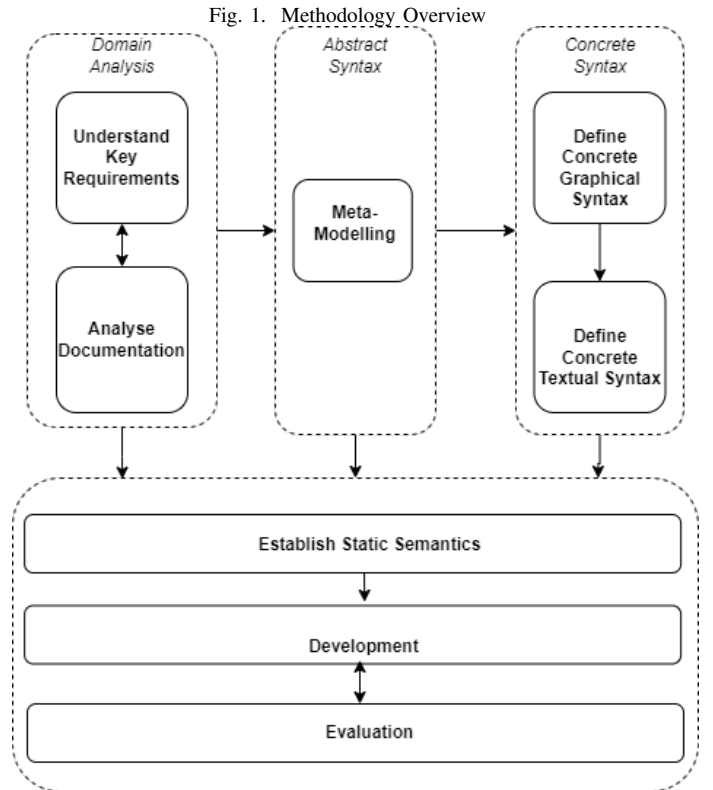 Fig. 1. Methodology Overview
Domain
Analysis
Understand
Key
Requirements
Analyse
Documentation
Abstract
Syntax
Meta-
Modelling
Concrete
Syntax
Define
Concrete
Graphical
Syntax
Define
Concrete
Textual Syntax
Establish Static Semantics
Development
Evaluation